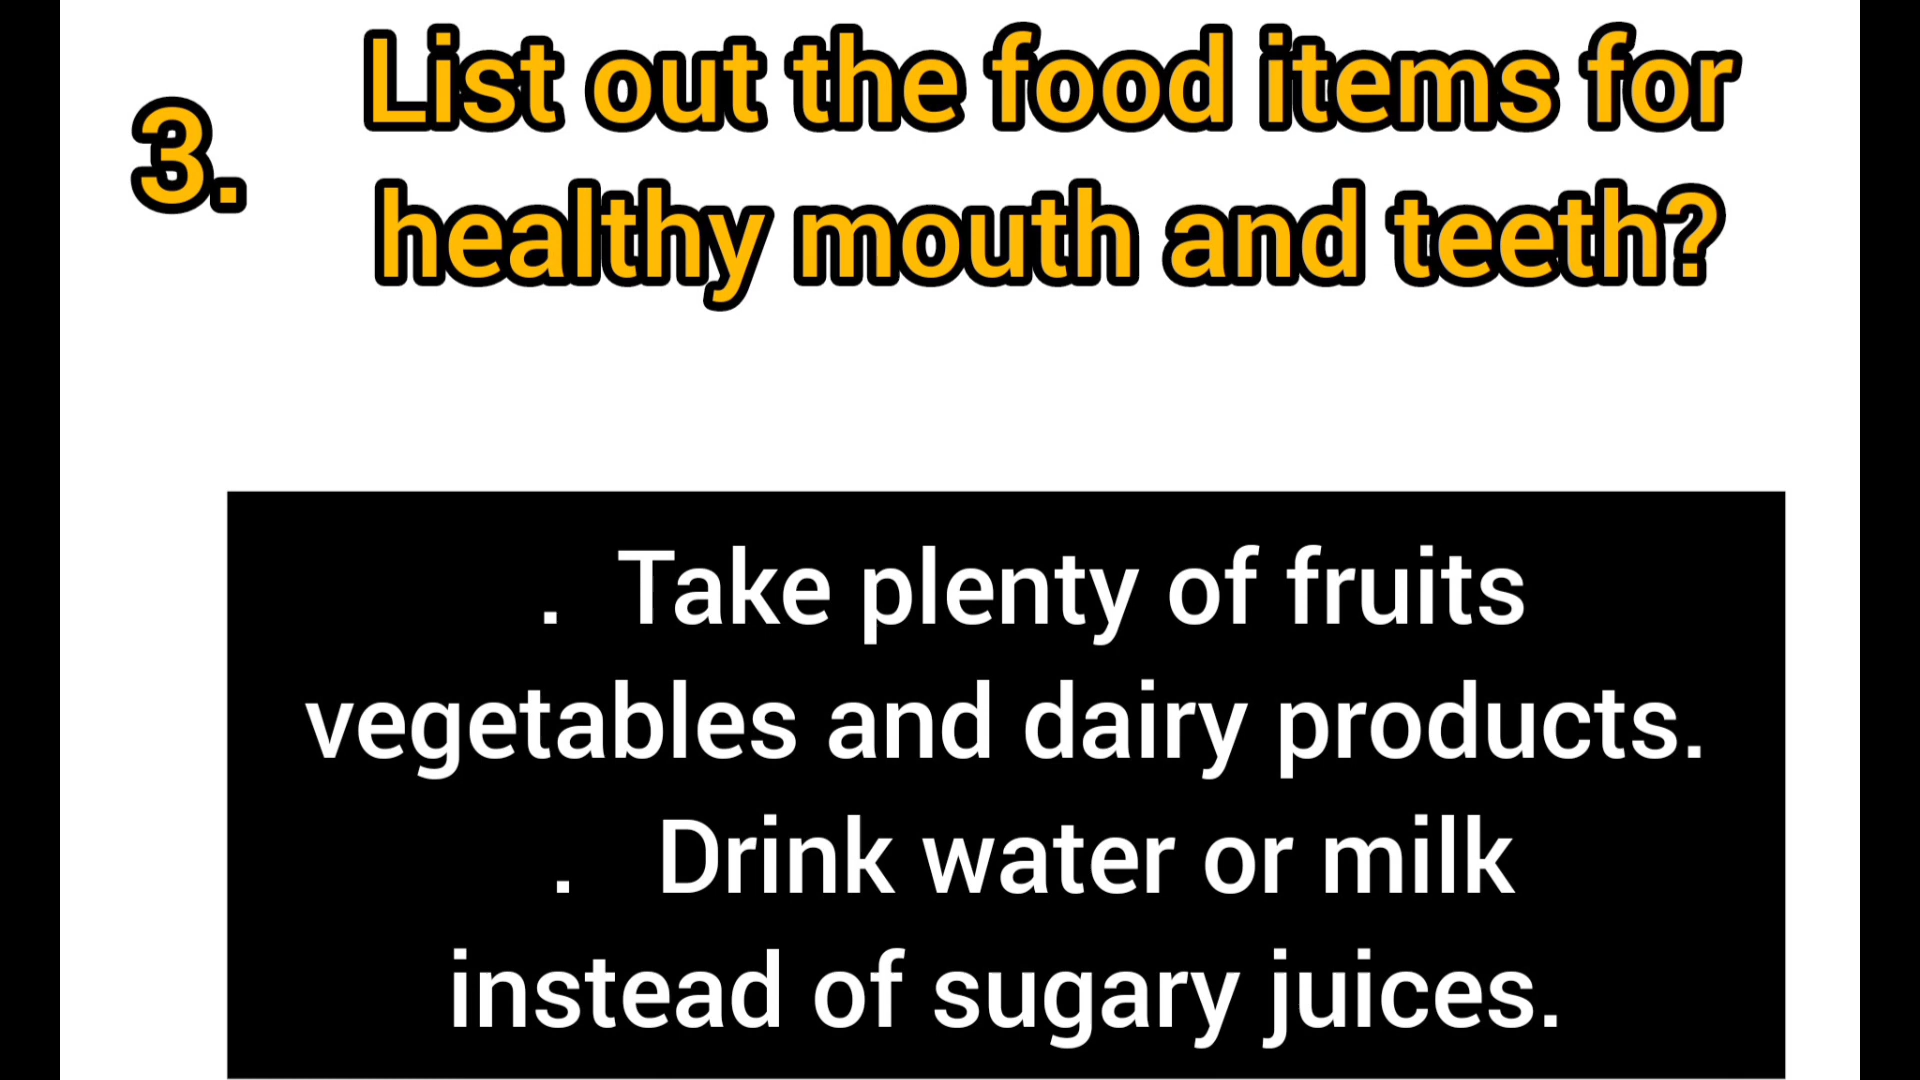 3.
List out the food items for
healthy mouth and teeth?
. Take plenty of fruits
vegetables and dairy products.
. Drink water or milk
instead of sugary juices.